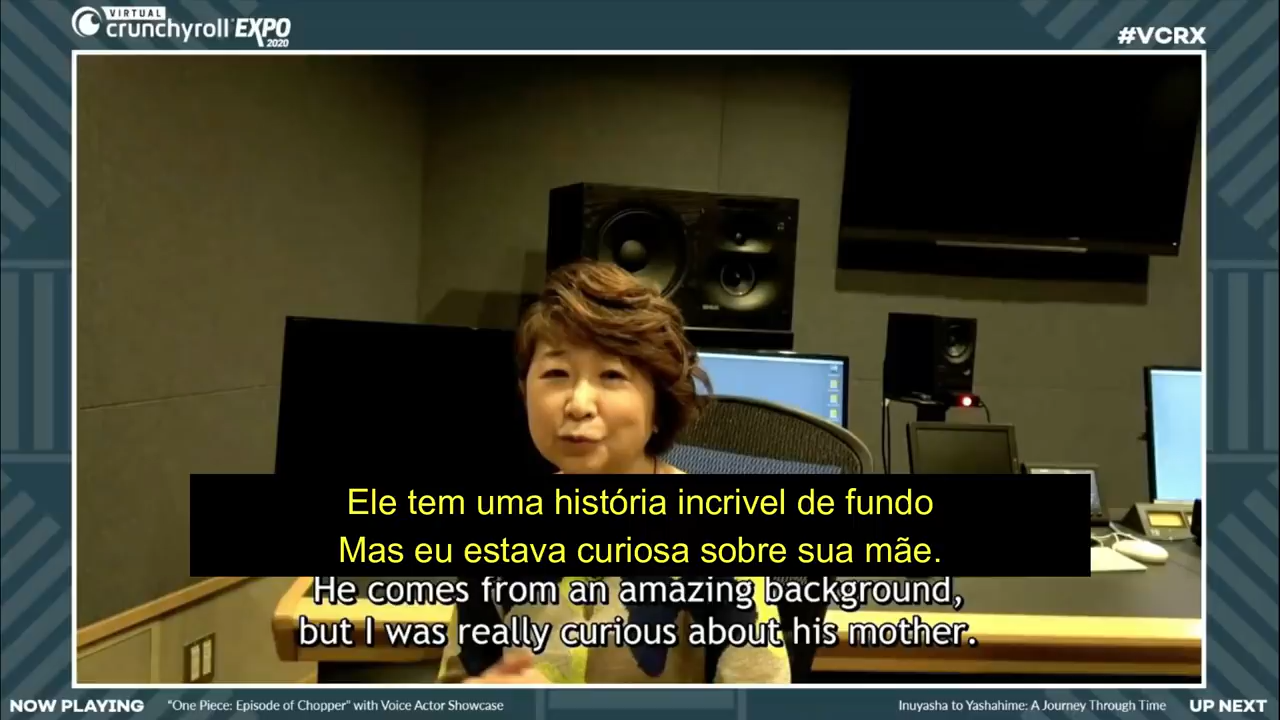 VIRTUAL
crunchyroll EXPO
2020
#VCRX
Ele tem uma história incrivel de fundo
Mas eu estava curiosa sobre sua mãe.
He comes from an amazing background,
but I was really curious about his mother.
NOW PLAYING "One Piece: Episode of Chopper" with Voice Actor Showcase
Inuyasha to Yashahime: A Journey Through Time UP NEXT